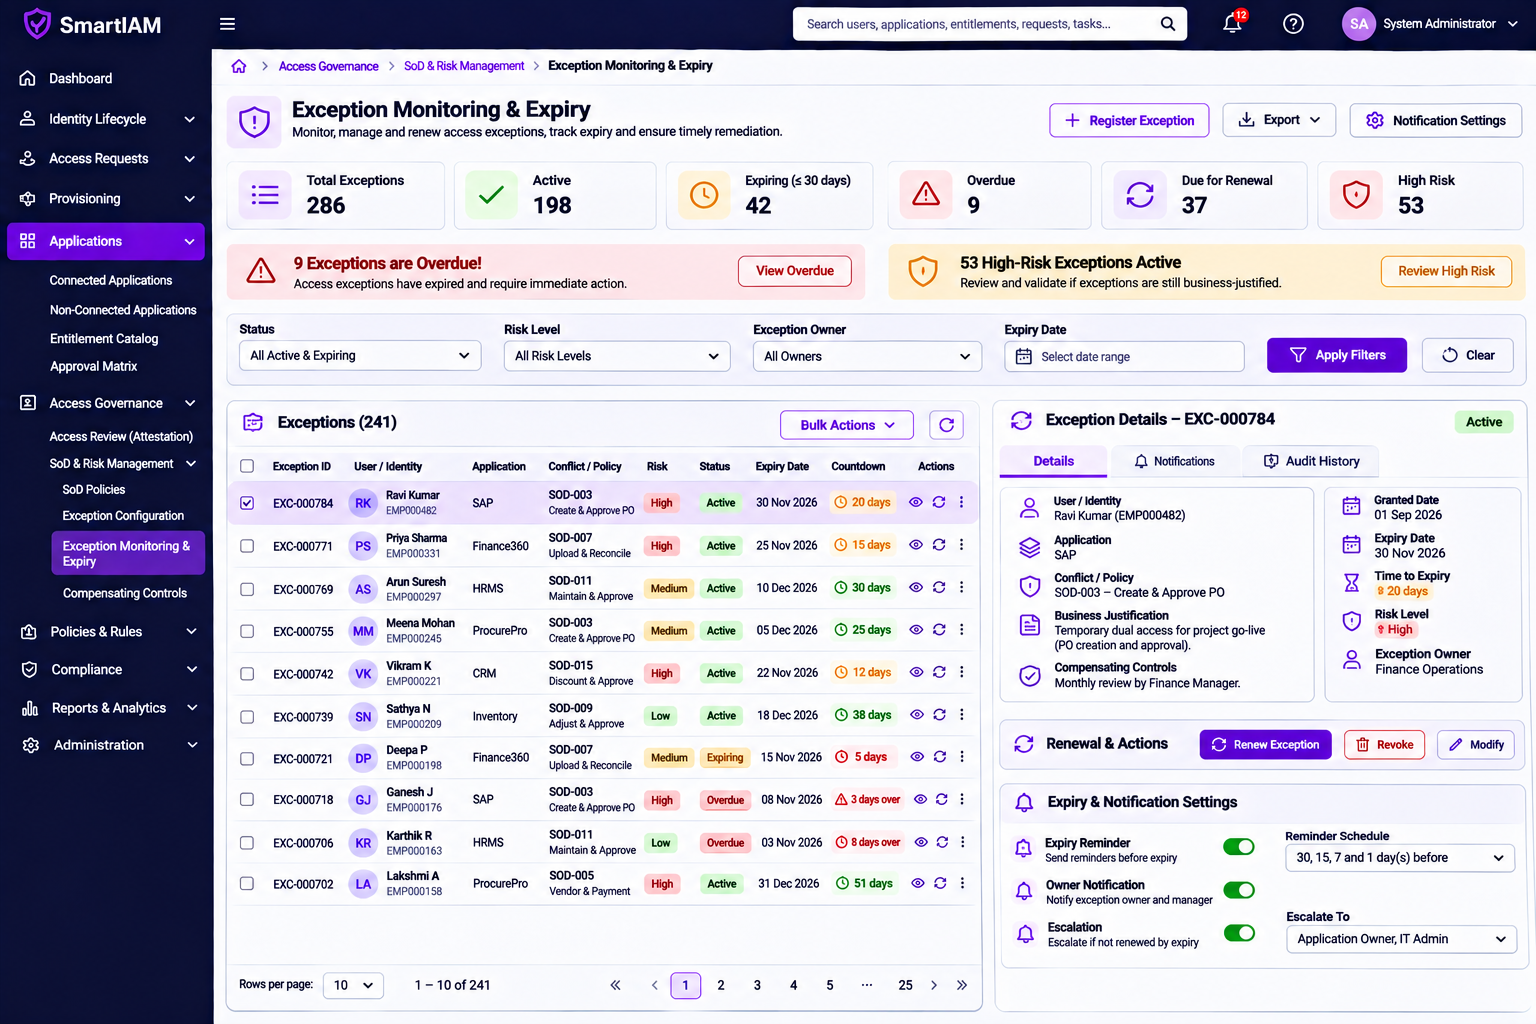 SmartIAM
Search users, applications, entitlements, requests, tasks...
12
SA
System Administrator
Dashboard
Identity Lifecycle
Access Requests
Provisioning
Applications
Connected Applications
Non-Connected Applications
Entitlement Catalog
Approval Matrix
Access Governance
Access Review (Attestation)
SoD & Risk Management
SoD Policies
Exception Configuration
Exception Monitoring &
Expiry
Compensating Controls
Policies & Rules
Compliance
Reports & Analytics
Administration
Access Governance > SoD & Risk Management > Exception Monitoring & Expiry
Exception Monitoring & Expiry
Monitor, manage and renew access exceptions, track expiry and ensure timely remediation.
Register Exception
Export
Notification Settings
Total Exceptions
286
Active
198
Expiring (≤ 30 days)
42
Overdue
9
Due for Renewal
37
High Risk
53
9 Exceptions are Overdue!
Access exceptions have expired and require immediate action.
View Overdue
53 High-Risk Exceptions Active
Review and validate if exceptions are still business-justified.
Review High Risk
Status
All Active & Expiring
Risk Level
All Risk Levels
Exception Owner
All Owners
Expiry Date
Select date range
Apply Filters
Clear
Exceptions (241)
Bulk Actions
Exception ID User / Identity Application Conflict / Policy Risk Status Expiry Date Countdown Actions
EXC-000784 RK Ravi Kumar EMP000482 SAP SOD-003 Create & Approve PO High Active 30 Nov 2026 20 days
EXC-000771 PS Priya Sharma EMP000331 Finance360 SOD-007 Upload & Reconcile High Active 25 Nov 2026 15 days
EXC-000769 AS Arun Suresh EMP000297 HRMS SOD-011 Maintain & Approve Medium Active 10 Dec 2026 30 days
EXC-000755 MM Meena Mohan EMP000245 ProcurePro SOD-003 Create & Approve PO Medium Active 05 Dec 2026 25 days
EXC-000742 VK Vikram K EMP000221 CRM SOD-015 Discount & Approve High Active 22 Nov 2026 12 days
EXC-000739 SN Sathya N EMP000209 Inventory SOD-009 Adjust & Approve Low Active 18 Dec 2026 38 days
EXC-000721 DP Deepa P EMP000198 Finance360 SOD-007 Upload & Reconcile Medium Expiring 15 Nov 2026 5 days
EXC-000718 GJ Ganesh J EMP000176 SAP SOD-003 Create & Approve PO High Overdue 08 Nov 2026 3 days over
EXC-000706 KR Karthik R EMP000163 HRMS SOD-011 Maintain & Approve Low Overdue 03 Nov 2026 8 days over
EXC-000702 LA Lakshmi A EMP000158 ProcurePro SOD-005 Vendor & Payment High Active 31 Dec 2026 51 days
Rows per page: 10 1 – 10 of 241 « ‹ 1 2 3 4 5 ... 25 › »
Exception Details – EXC-000784
Active
Details
Notifications
Audit History
User / Identity
Ravi Kumar (EMP000482)
Application
SAP
Conflict / Policy
SOD-003 – Create & Approve PO
Business Justification
Temporary dual access for project go-live
(PO creation and approval).
Compensating Controls
Monthly review by Finance Manager.
Granted Date
01 Sep 2026
Expiry Date
30 Nov 2026
Time to Expiry
20 days
Risk Level
High
Exception Owner
Finance Operations
Renewal & Actions
Renew Exception
Revoke
Modify
Expiry & Notification Settings
Expiry Reminder
Send reminders before expiry
Reminder Schedule
30, 15, 7 and 1 day(s) before
Owner Notification
Notify exception owner and manager
Escalation
Escalate if not renewed by expiry
Escalate To
Application Owner, IT Admin